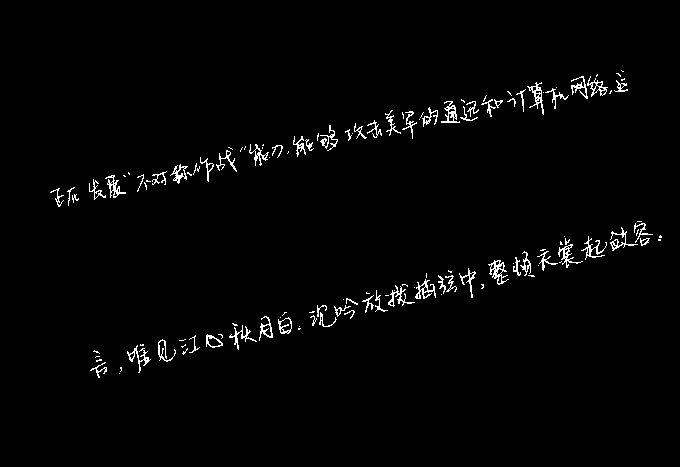 正在发展“不对称作战”能力.能够攻击美军的通迅和计算机网络.这
言,唯见江心秋月白.沉吟放拨插弦中,整顿衣裳起敛容.